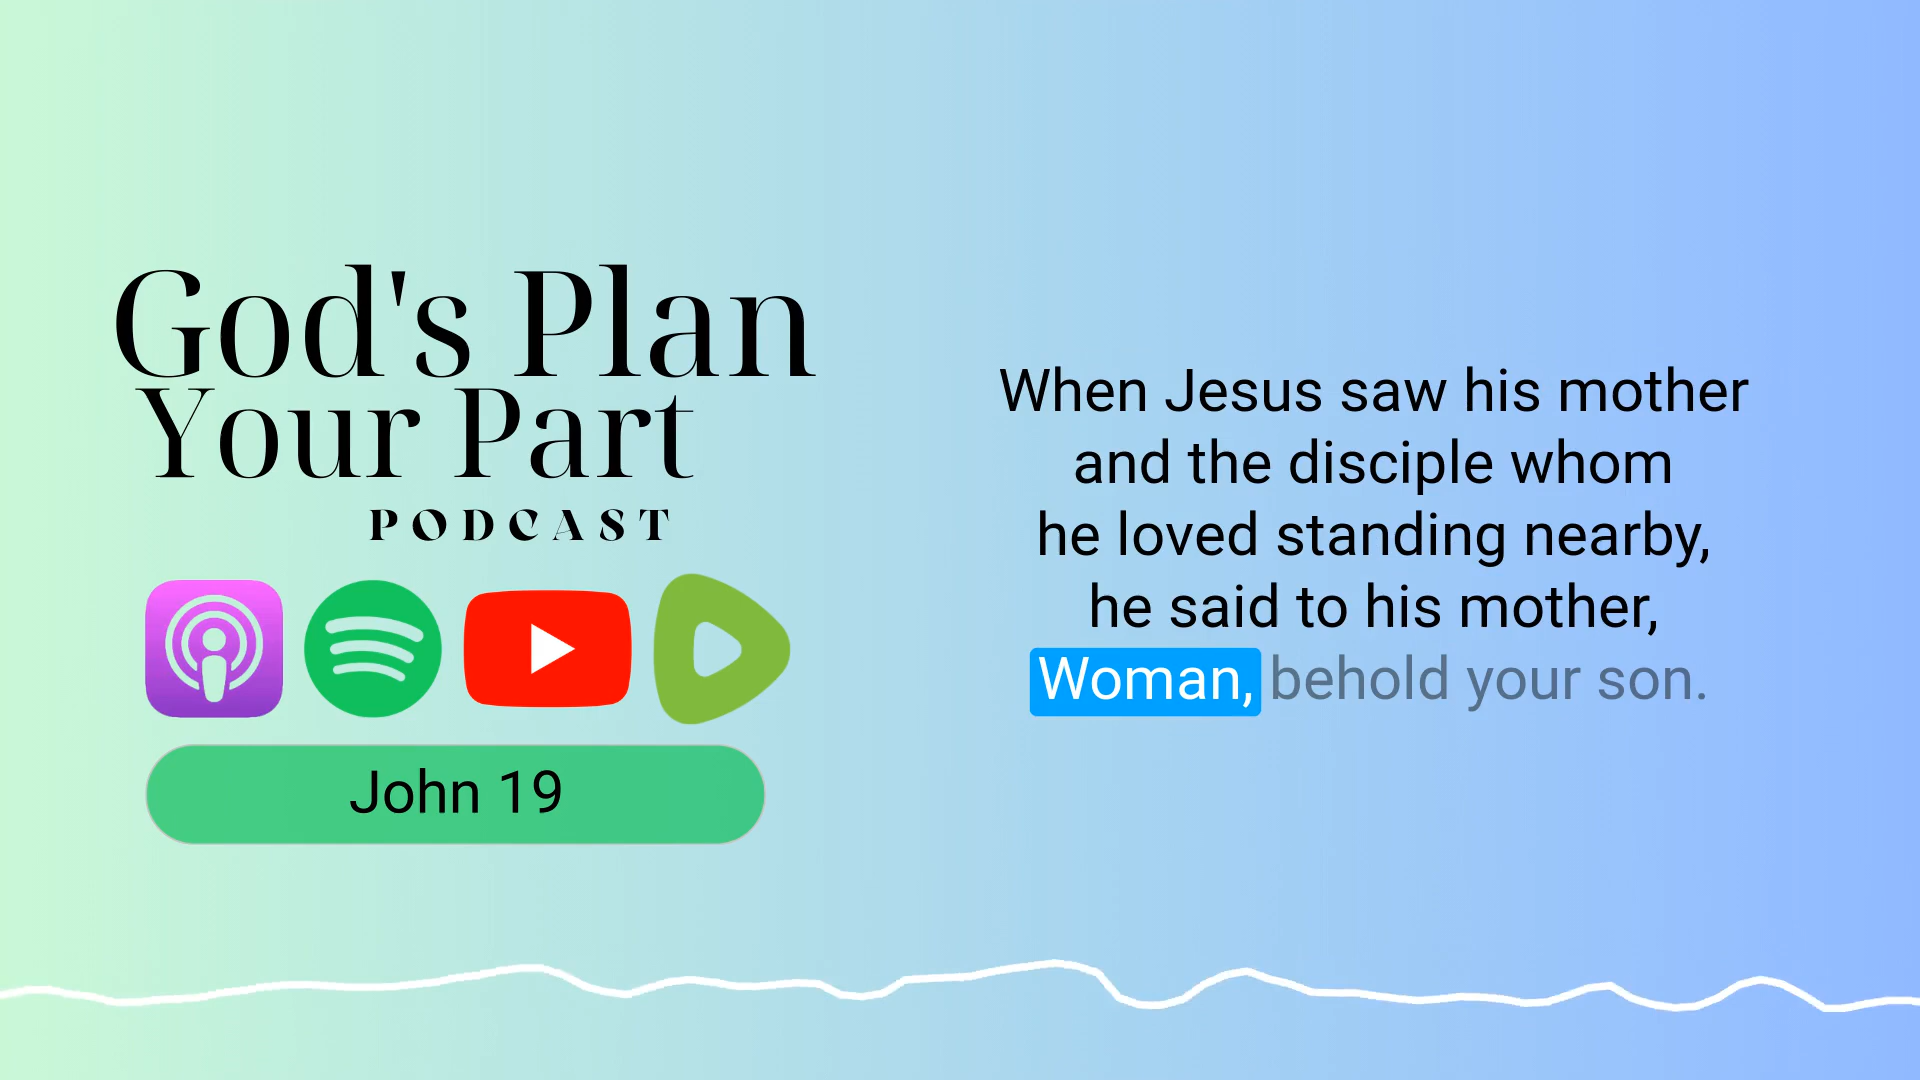 God's Plan
Your Part
PODCAST
John 19
When Jesus saw his mother
and the disciple whom
he loved standing nearby,
he said to his mother,
Woman, behold your son.